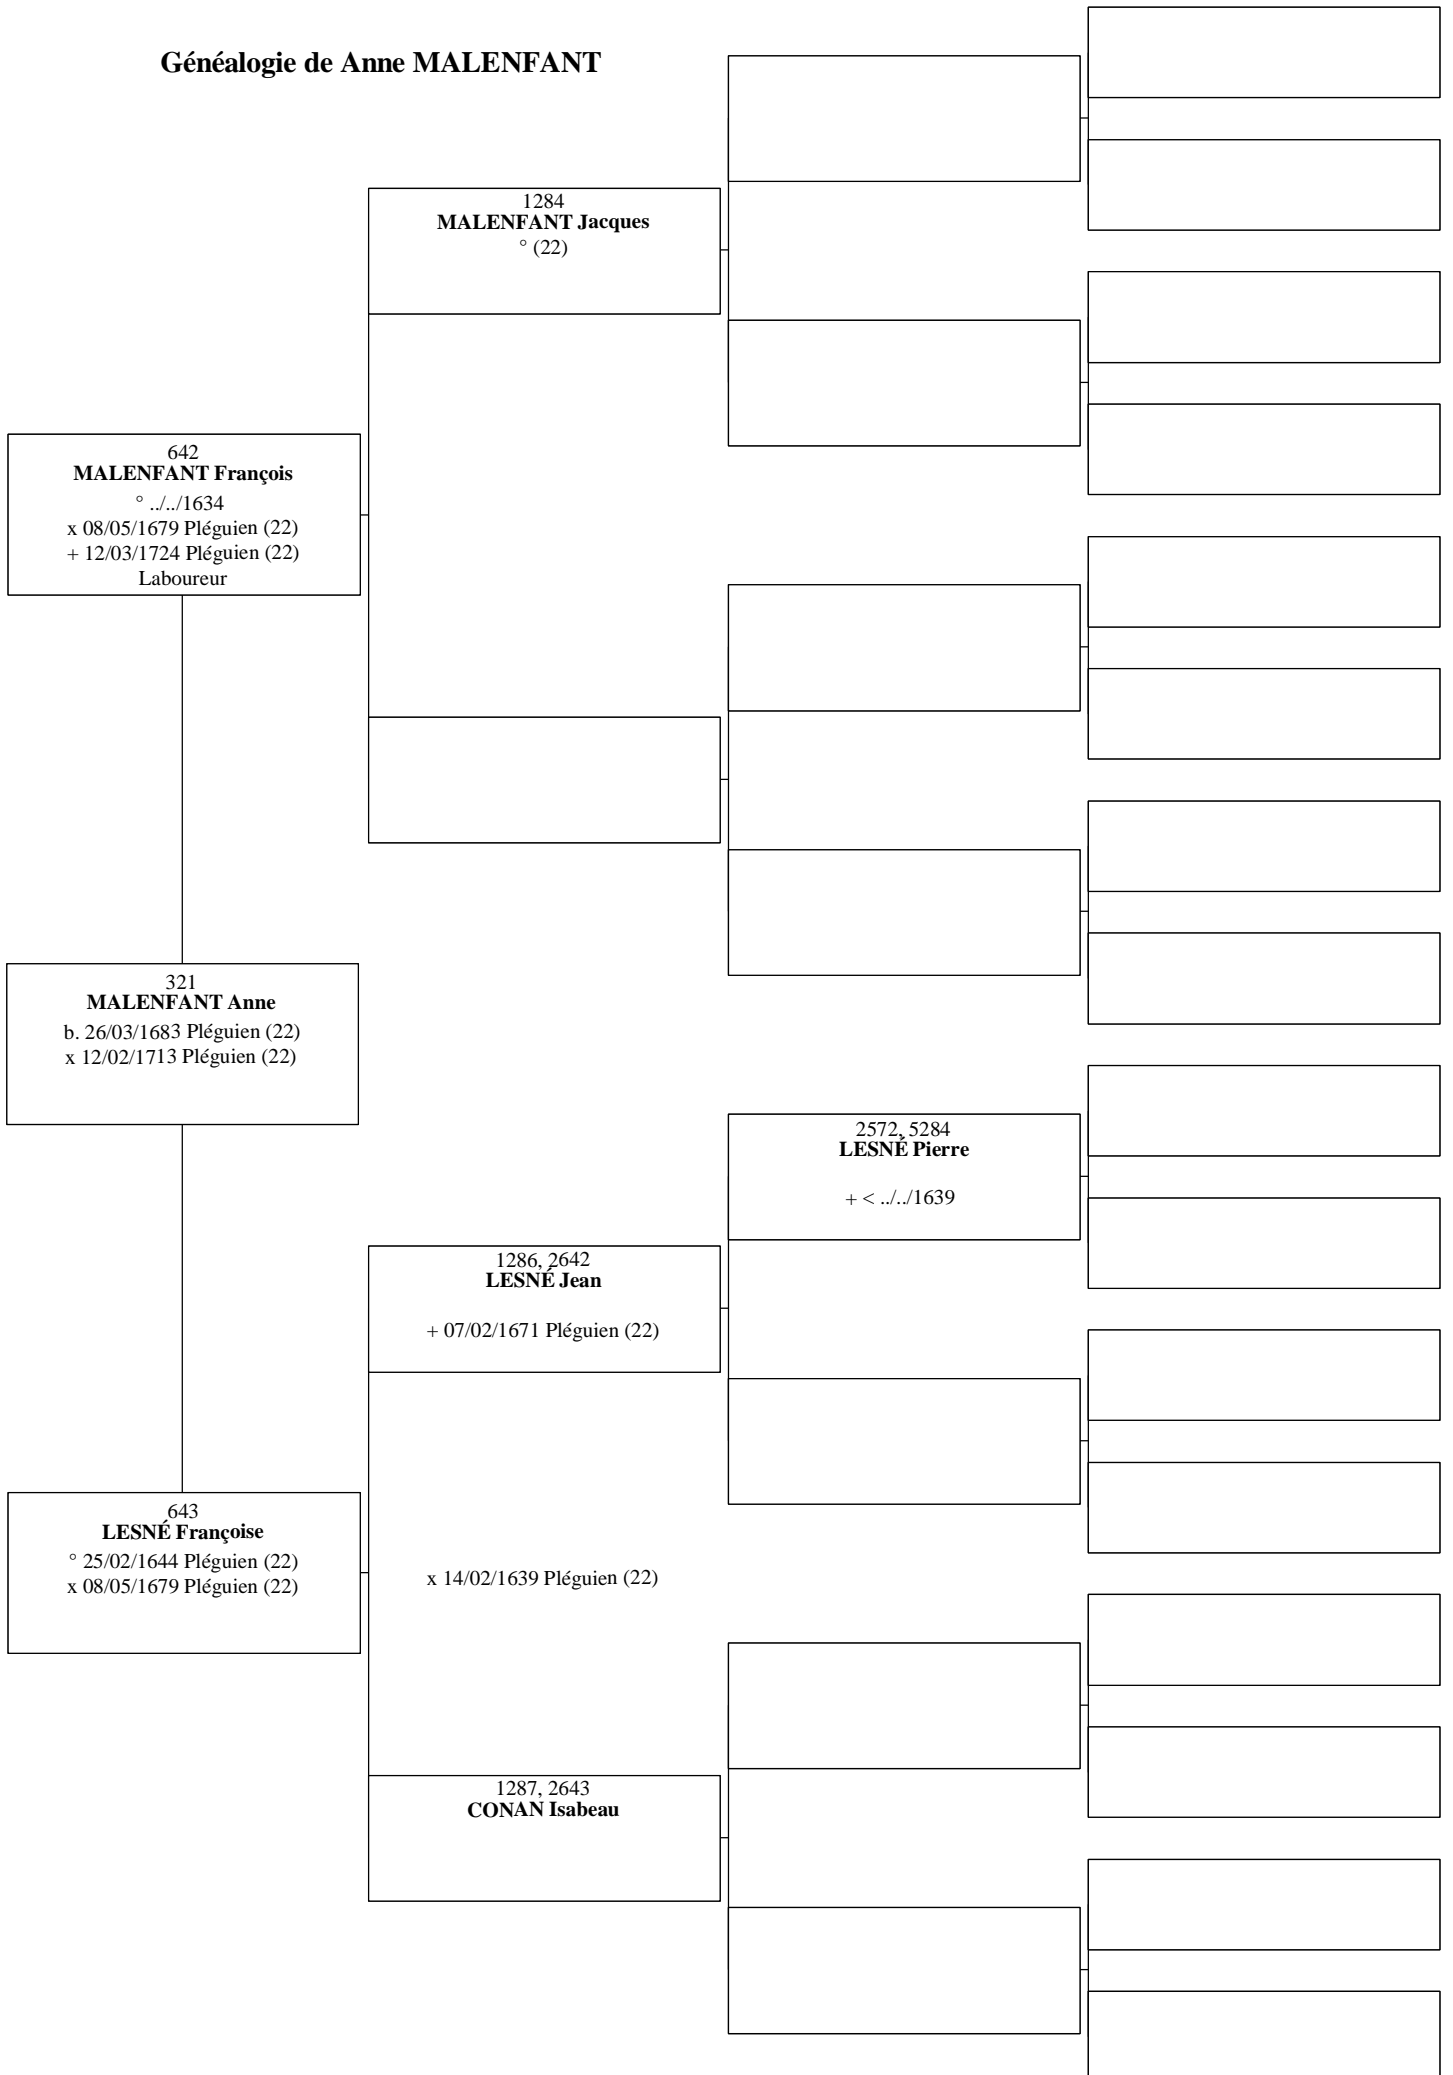 Généalogie de Anne MALENFANT
1284
MALENFANT Jacques
° (22)
642
MALENFANT François
° ../../1634
x 08/05/1679 Pléguien (22)
+ 12/03/1724 Pléguien (22)
Laboureur
321
MALENFANT Anne
b. 26/03/1683 Pléguien (22)
x 12/02/1713 Pléguien (22)
2572, 5284
LESNÉ Pierre
+ < ../../1639
1286, 2642
LESNÉ Jean
+ 07/02/1671 Pléguien (22)
643
LESNÉ Françoise
° 25/02/1644 Pléguien (22)
x 08/05/1679 Pléguien (22)
x 14/02/1639 Pléguien (22)
1287, 2643
CONAN Isabeau